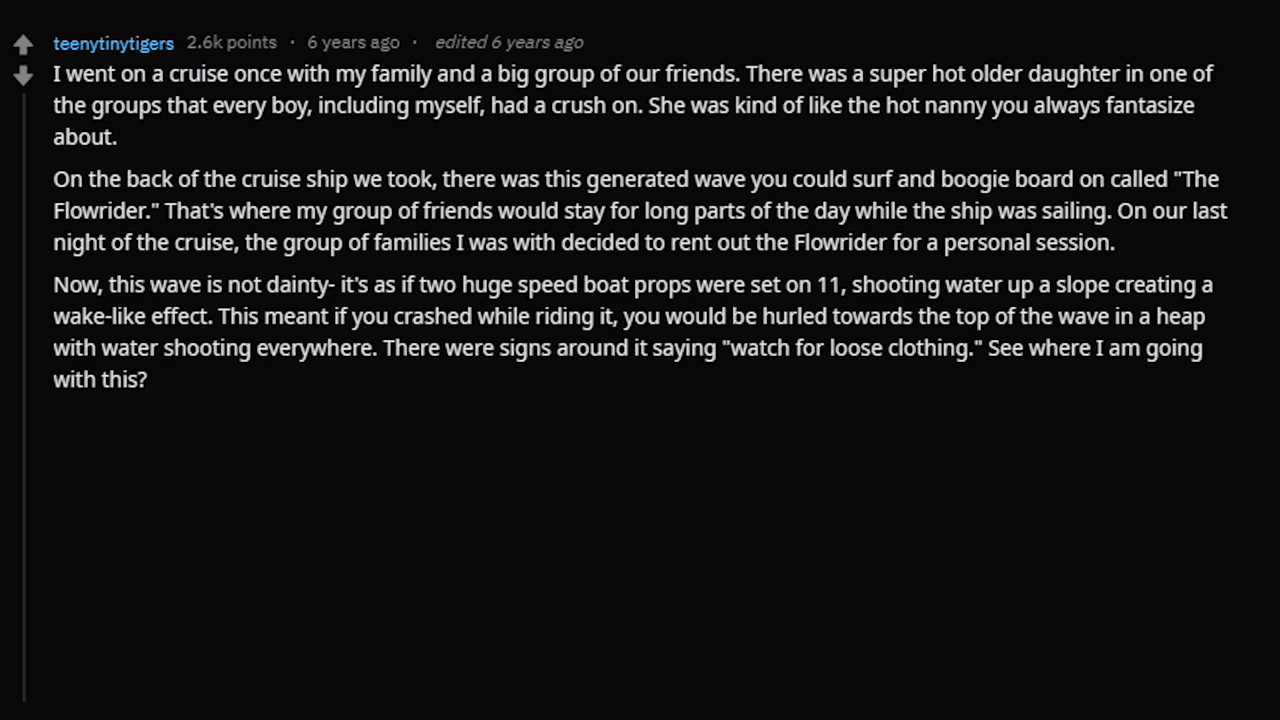 teenytinytigers 2.6k points · 6 years ago · edited 6 years ago
I went on a cruise once with my family and a big group of our friends. There was a super hot older daughter in one of
the groups that every boy, including myself, had a crush on. She was kind of like the hot nanny you always fantasize
about.
On the back of the cruise ship we took, there was this generated wave you could surf and boogie board on called "The
Flowrider." That's where my group of friends would stay for long parts of the day while the ship was sailing. On our last
night of the cruise, the group of families I was with decided to rent out the Flowrider for a personal session.
Now, this wave is not dainty- it's as if two huge speed boat props were set on 11, shooting water up a slope creating a
wake-like effect. This meant if you crashed while riding it, you would be hurled towards the top of the wave in a heap
with water shooting everywhere. There were signs around it saying "watch for loose clothing." See where I am going
with this?